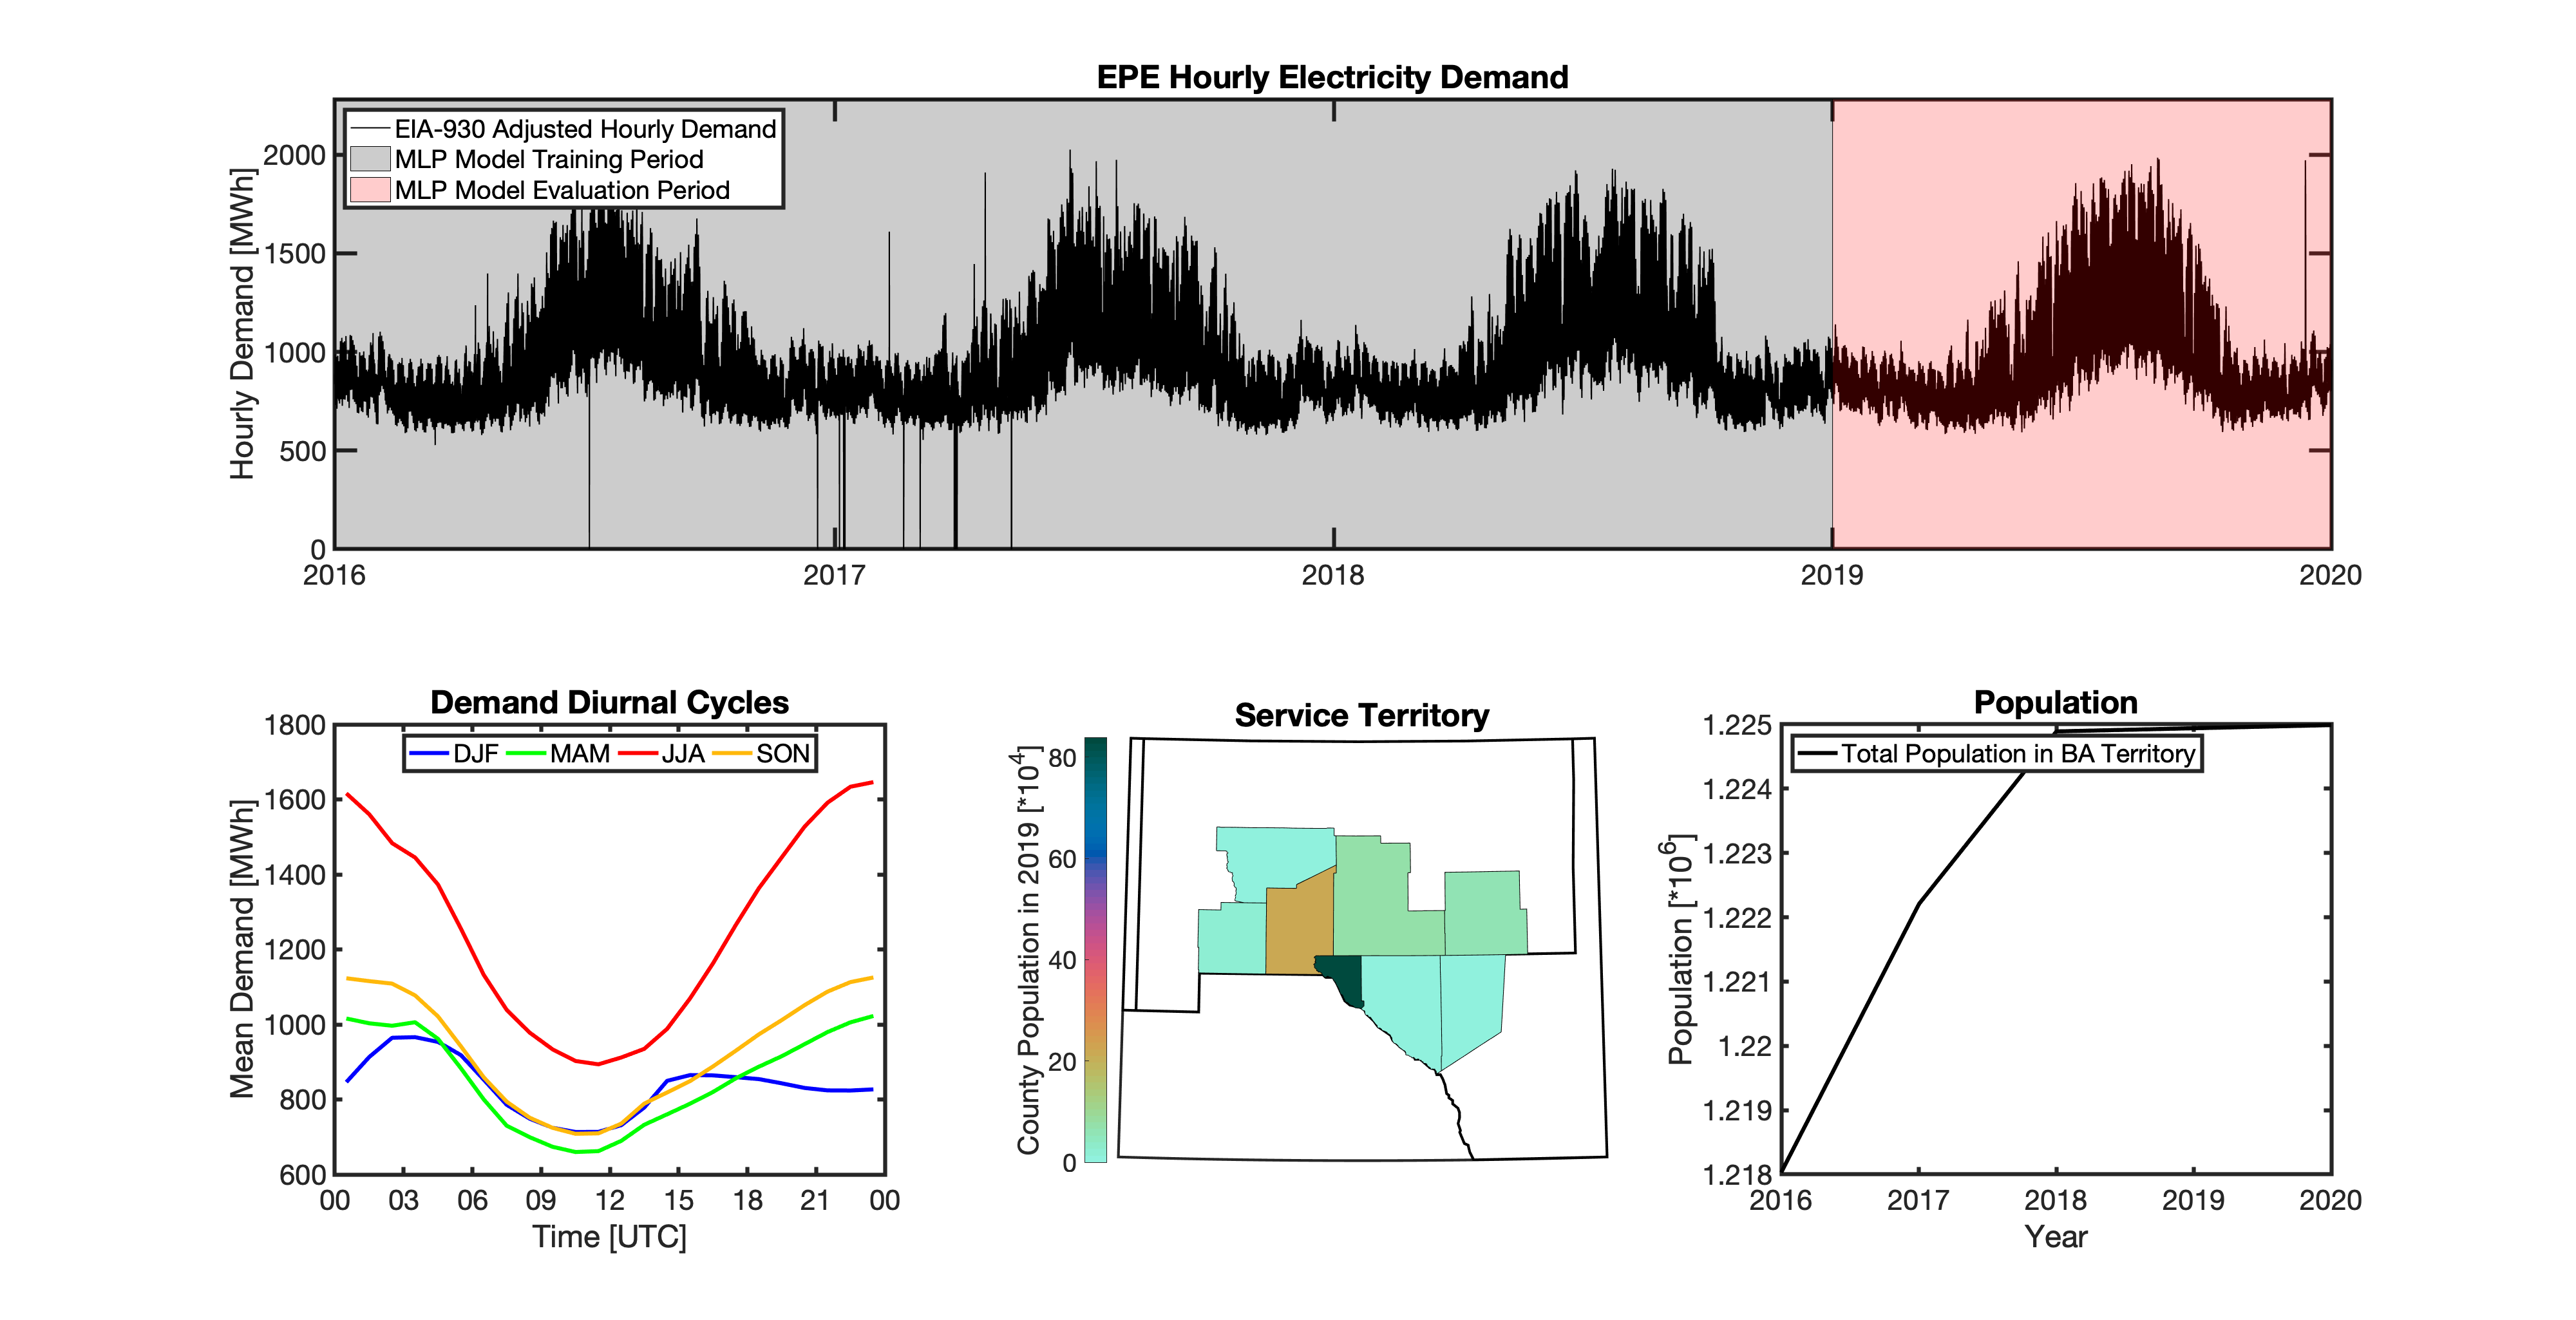 EPE Hourly Electricity Demand
EIA-930 Adjusted Hourly Demand
MLP Model Training Period
MLP Model Evaluation Period
Hourly Demand [MWh]
2000
1500
1000
500
0
2016 2017 2018 2019 2020
Demand Diurnal Cycles
DJF MAM JJA SON
Mean Demand [MWh]
1800
1600
1400
1200
1000
800
600
00 03 06 09 12 15 18 21 00
Time [UTC]
Service Territory
County Population in 2019 [*10^4]
80
60
40
20
0
Population
Total Population in BA Territory
Population [*10^6]
1.225
1.224
1.223
1.222
1.221
1.22
1.219
1.218
2016 2017 2018 2019 2020
Year